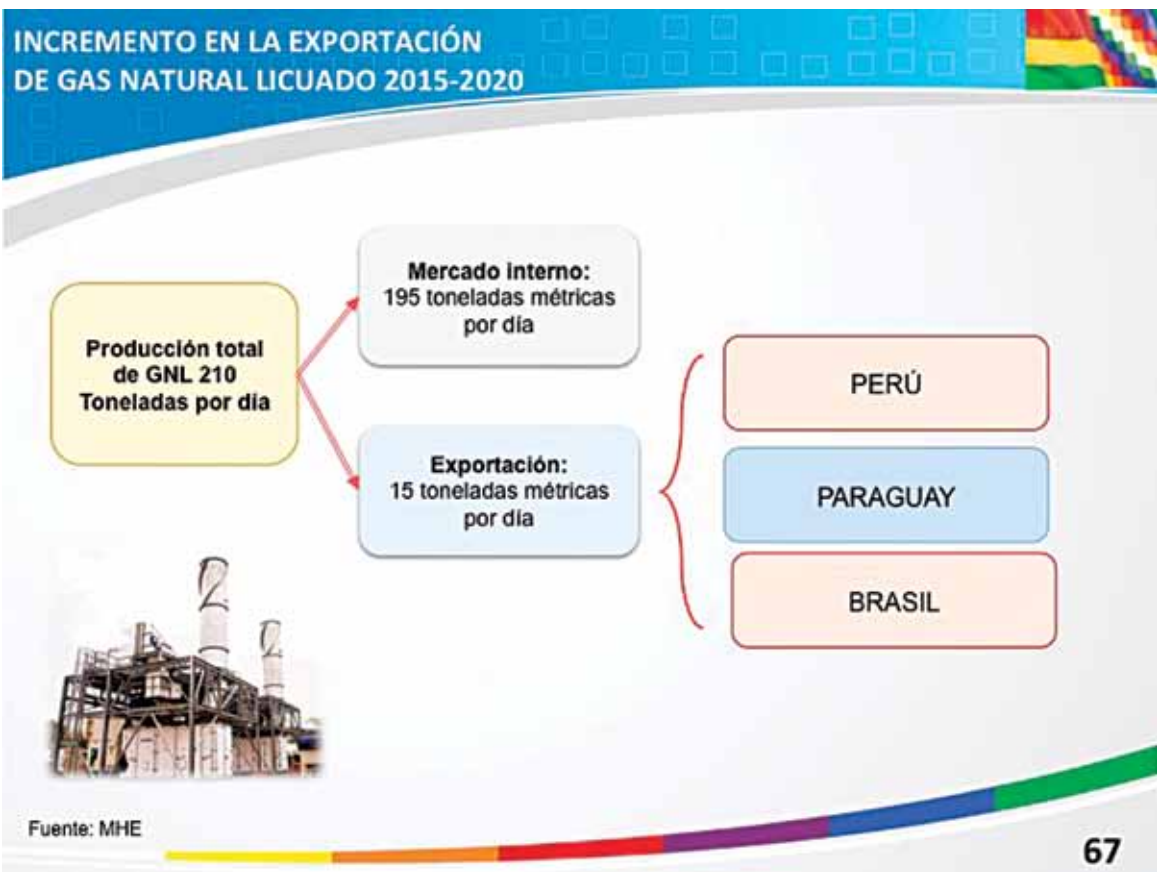 INCREMENTO EN LA EXPORTACIÓN
DE GAS NATURAL LICUADO 2015-2020
Producción total
de GNL 210
Toneladas por día
Mercado interno:
195 toneladas métricas
por día
Exportación:
15 toneladas métricas
por día
PERÚ
PARAGUAY
BRASIL
Fuente: MHE
67